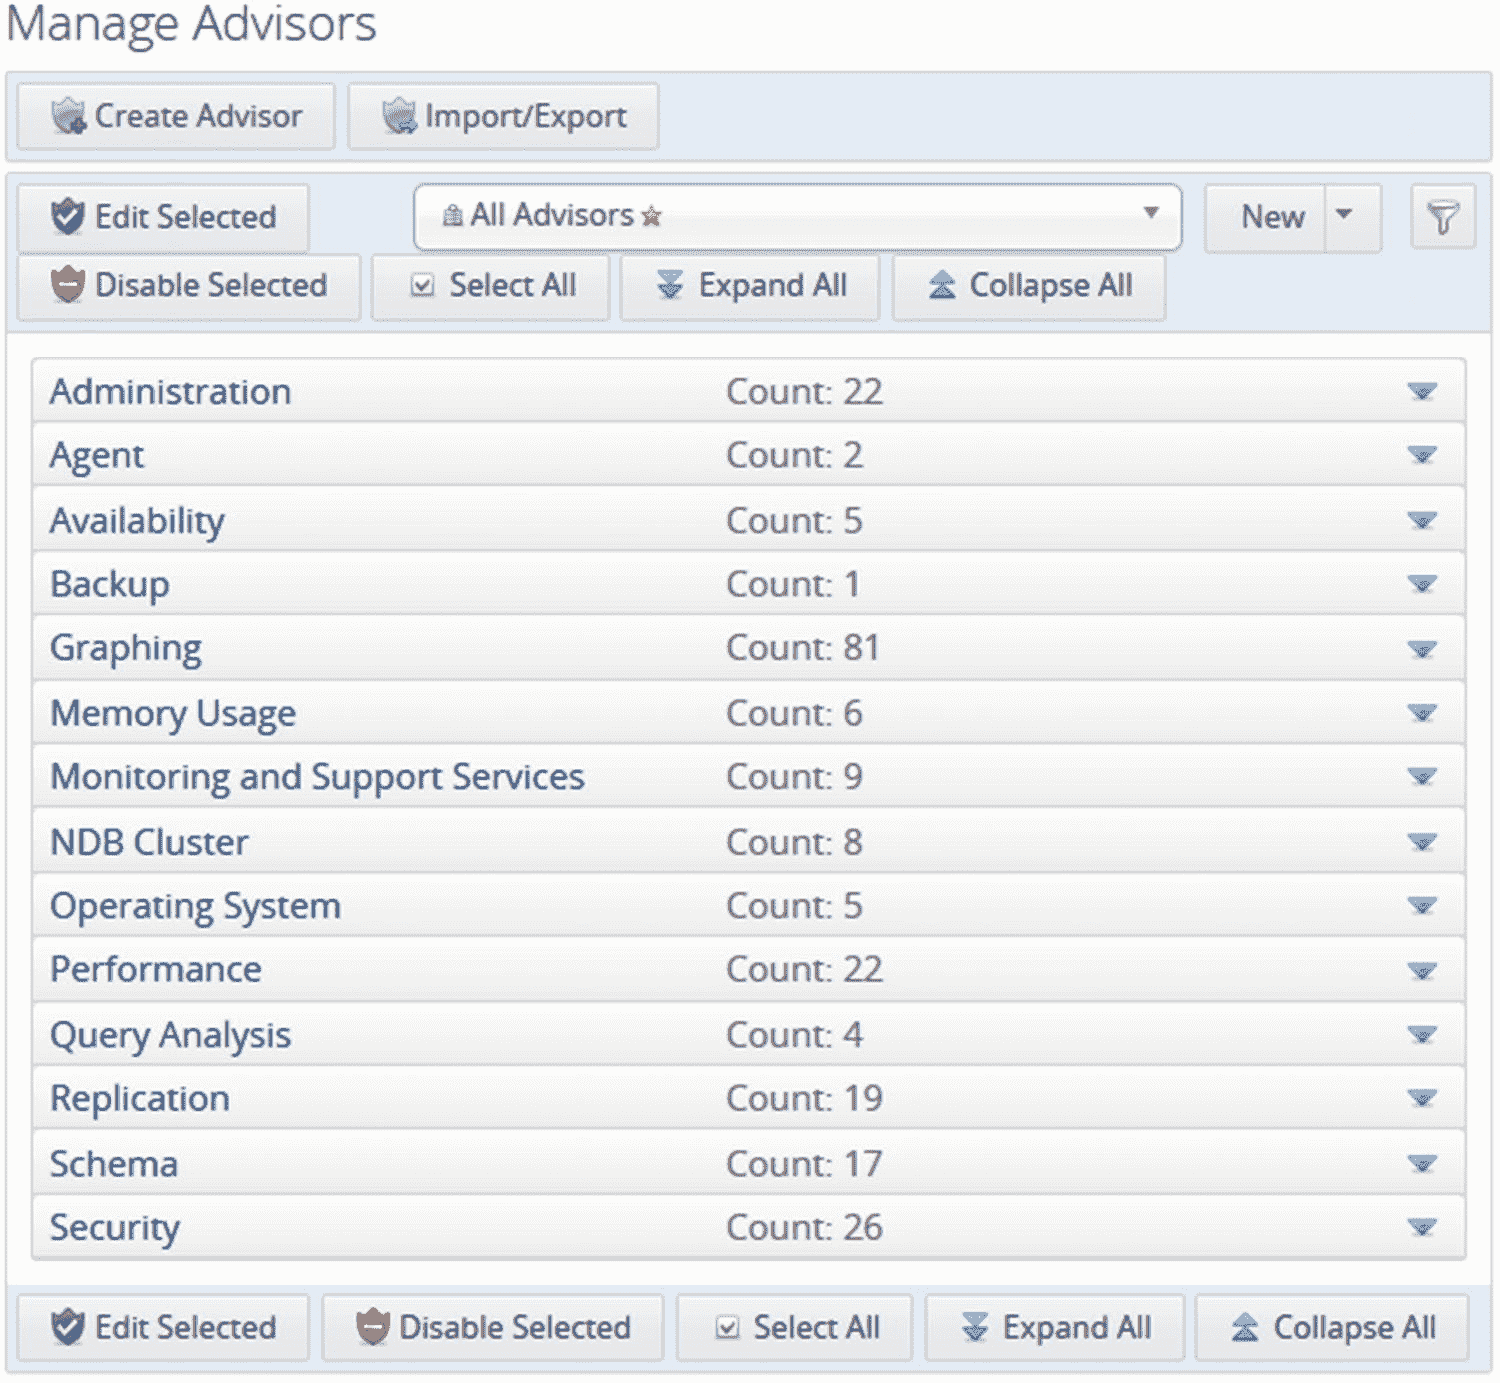 Manage Advisors
Create Advisor Import/Export
Edit Selected All Advisors New
Disable Selected Select All Expand All Collapse All
Administration Count: 22
Agent Count: 2
Availability Count: 5
Backup Count: 1
Graphing Count: 81
Memory Usage Count: 6
Monitoring and Support Services Count: 9
NDB Cluster Count: 8
Operating System Count: 5
Performance Count: 22
Query Analysis Count: 4
Replication Count: 19
Schema Count: 17
Security Count: 26
Edit Selected Disable Selected Select All Expand All Collapse All